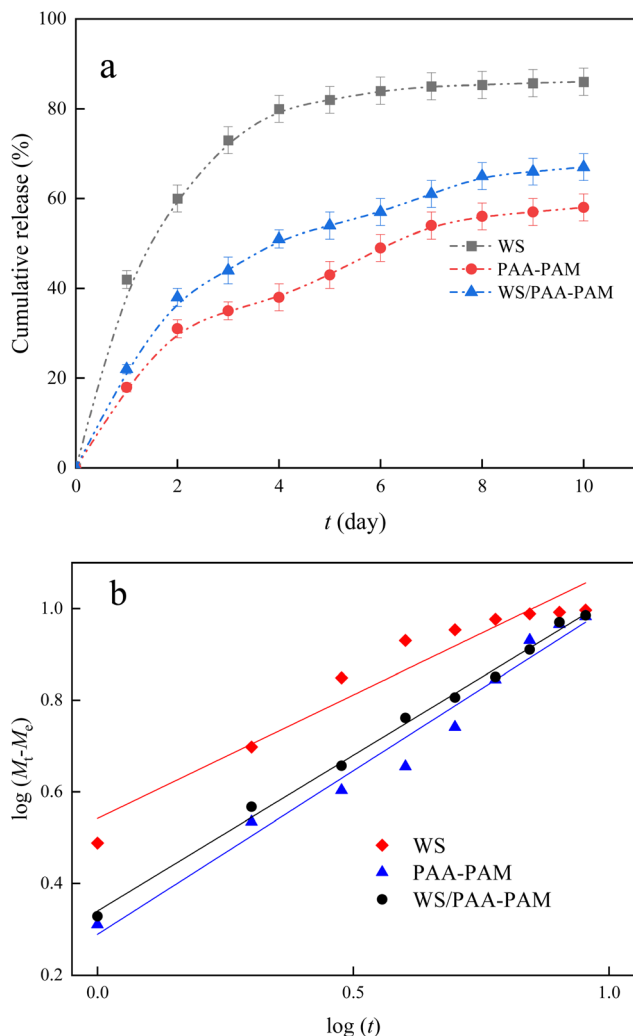 a
100
80
60
40
20
0
Cumulative release (%)
WS
PAA-PAM
WS/PAA-PAM
0 2 4 6 8 10
t (day)
b
1.0
0.8
0.6
0.4
0.2
log (Mt-Me)
WS
PAA-PAM
WS/PAA-PAM
0.0 0.5 1.0
log (t)